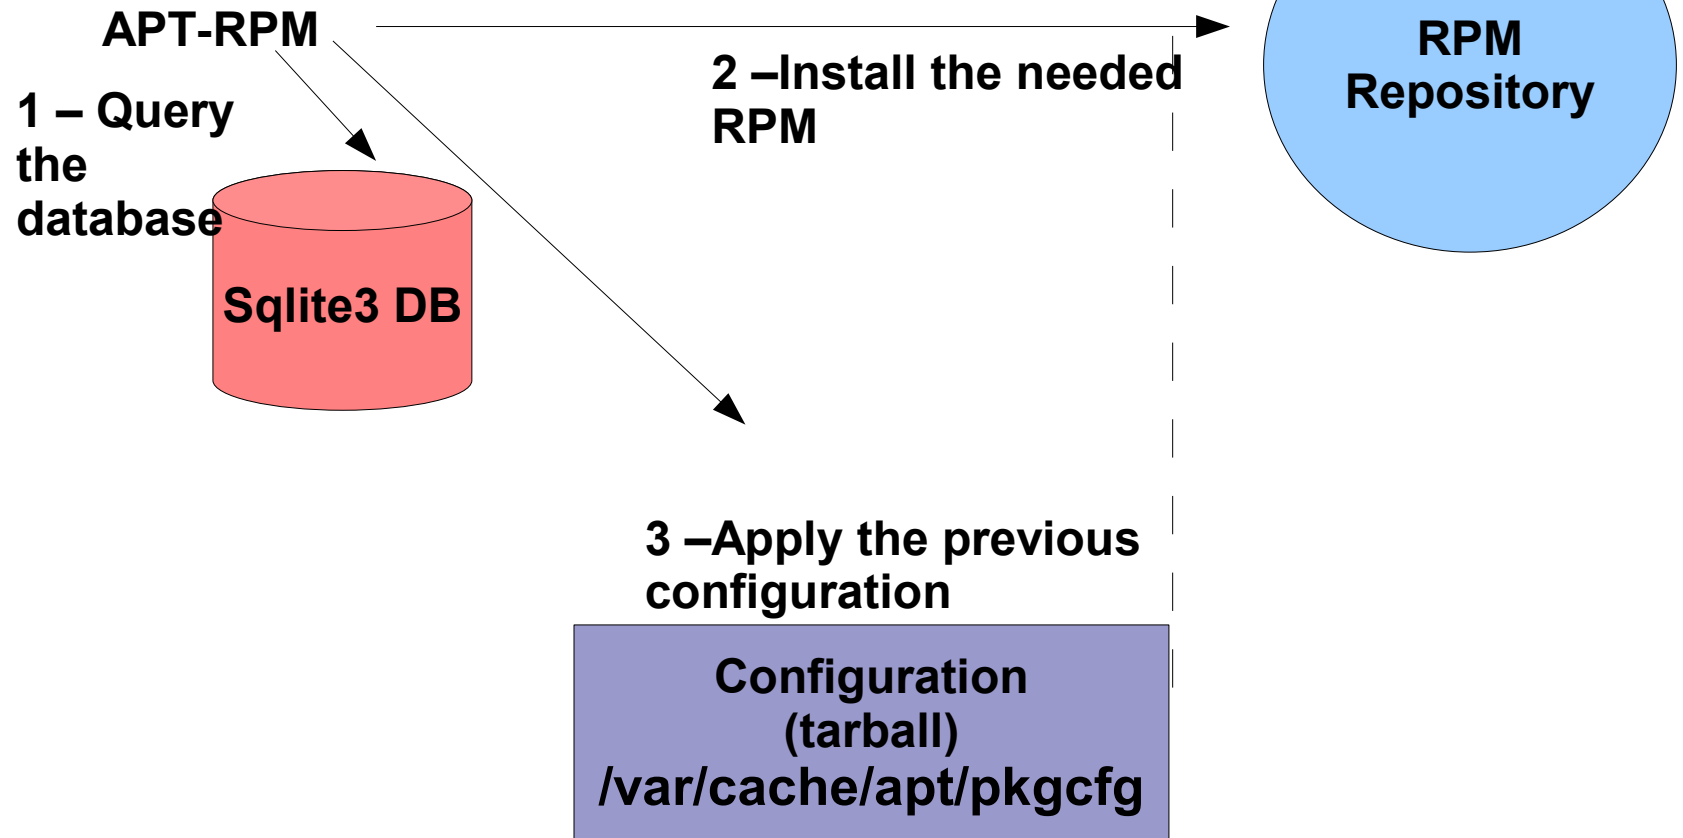 APT-RPM
1 – Query
the
database
Sqlite3 DB
2 –Install the needed
RPM
RPM
Repository
3 –Apply the previous
configuration
Configuration
(tarball)
/var/cache/apt/pkgcfg